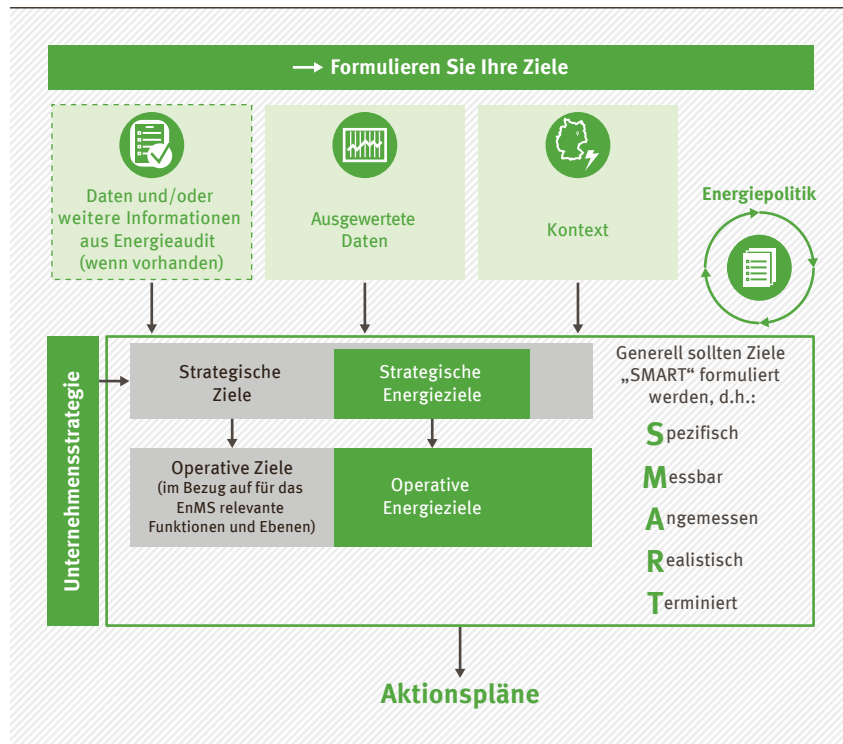 → Formulieren Sie Ihre Ziele
Daten und/oder
weitere Informationen
aus Energieaudit
(wenn vorhanden)
Ausgewertete
Daten
Kontext
Energiepolitik
Unternehmensstrategie
Strategische
Ziele
Strategische
Energieziele
Operative Ziele
(im Bezug auf für das
EnMS relevante
Funktionen und Ebenen)
Operative
Energieziele
Generell sollten Ziele
„SMART“ formuliert
werden, d.h.:
Spezifisch
Messbar
Angemessen
Realistisch
Terminiert
Aktionspläne